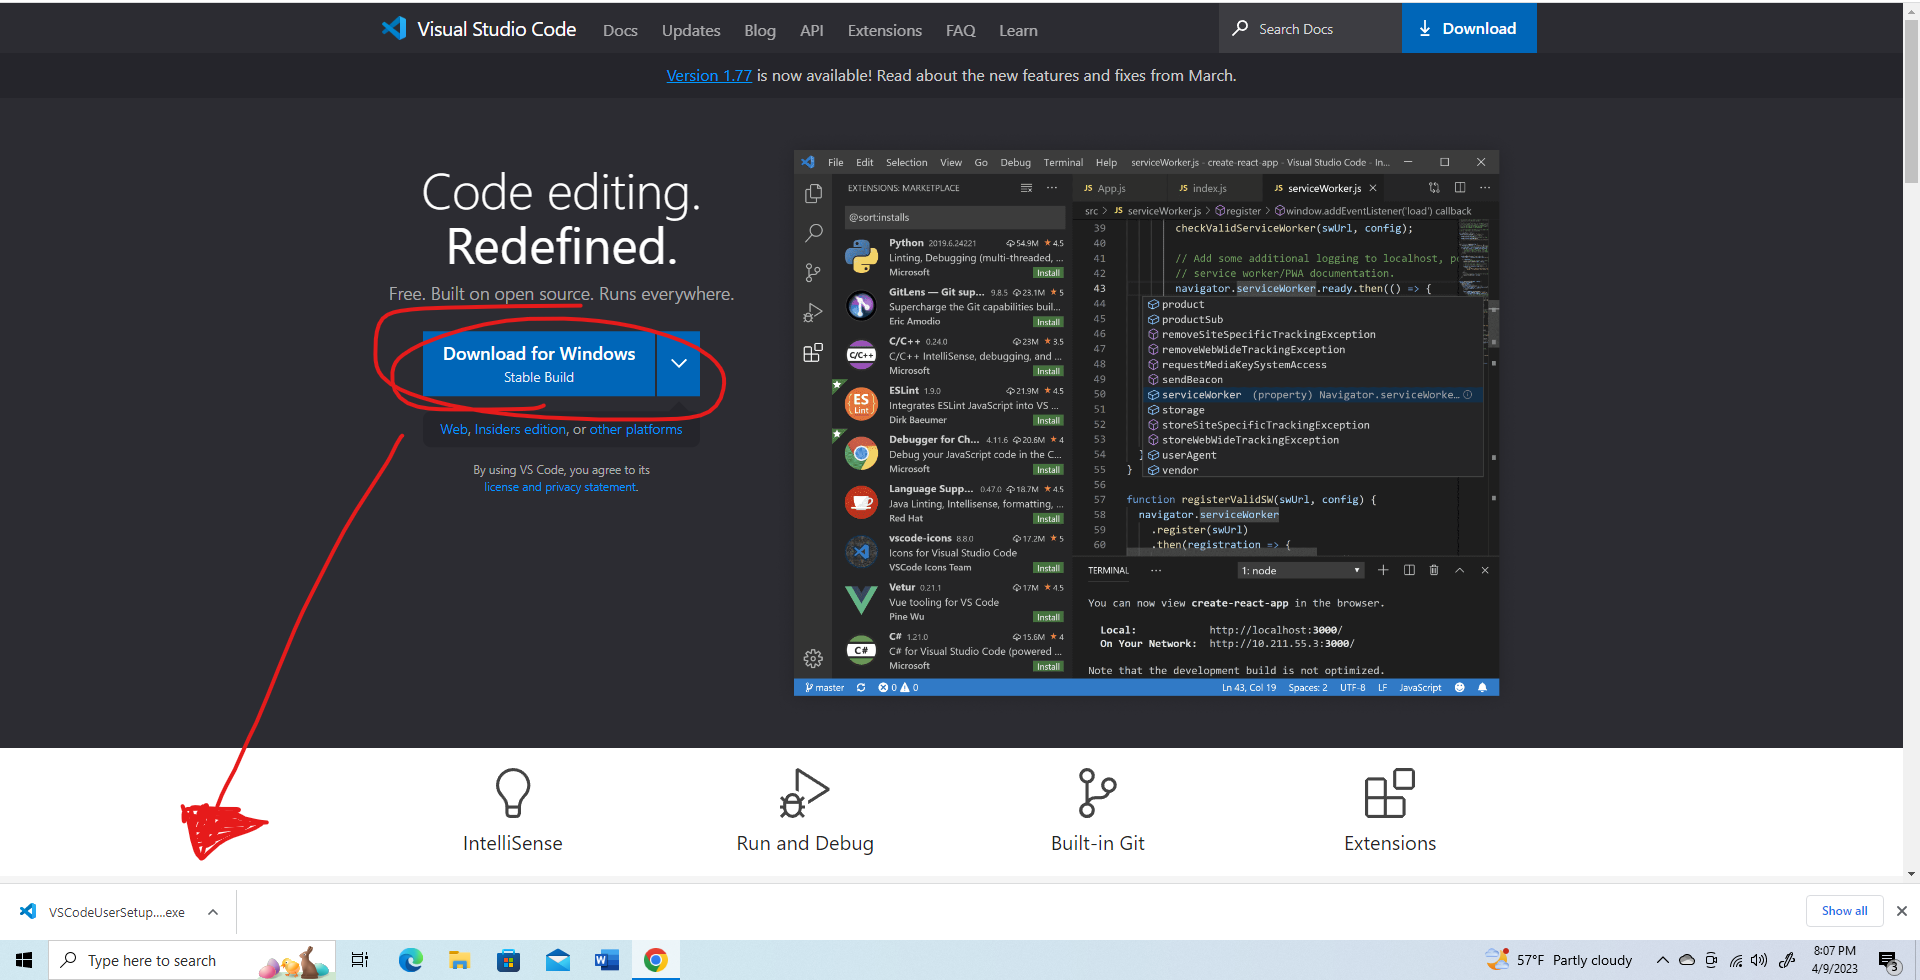 Visual Studio Code Docs Updates Blog API Extensions FAQ Learn Search Docs Download
Version 1.77 is now available! Read about the new features and fixes from March.
Code editing.
Redefined.
Free. Built on open source. Runs everywhere.
Download for Windows
Stable Build
Web, Insiders edition, or other platforms
By using VS Code, you agree to its
license and privacy statement.
File Edit Selection View Go Debug Terminal Help serviceWorker.js - create-react-app - Visual Studio Code - In...
EXTENSIONS: MARKETPLACE
@sort:installs
Python 2019.6.24221 54.9M 4.5
Linting, Debugging (multi-threaded, ...
Microsoft Install
GitLens — Git sup... 9.8.5 23.1M 5
Supercharge the Git capabilities buil...
Eric Amodio Install
C/C++ 0.24.0 23M 3.5
C/C++ IntelliSense, debugging, and ...
Microsoft Install
ESLint 1.9.0 21.9M 4.5
Integrates ESLint JavaScript into VS ...
Dirk Baeumer Install
Debugger for Ch... 4.11.6 20.6M 4
Debug your JavaScript code in the C...
Microsoft Install
Language Supp... 0.47.0 18.7M 4.5
Java Linting, Intellisense, formatting, ...
Red Hat Install
vscode-icons 8.8.0 17.2M 5
Icons for Visual Studio Code
VSCode Icons Team Install
Vetur 0.21.1 17M 4.5
Vue tooling for VS Code
Pine Wu Install
C# 1.21.0 15.6M 4
C# for Visual Studio Code (powered ...
Microsoft Install
JS App.js JS index.js JS serviceWorker.js
src > JS serviceWorker.js > register > window.addEventListener('load') callback
39 checkValidServiceWorker(swUrl, config);
40
41 // Add some additional logging to localhost, po
42 // service worker/PWA documentation.
43 navigator.serviceWorker.ready.then(() => {
44 product
45 productSub
46 removeSiteSpecificTrackingException
47 removeWebWideTrackingException
48 requestMediaKeySystemAccess
49 sendBeacon
50 serviceWorker (property) Navigator.serviceWorke...
51 storage
52 storeSiteSpecificTrackingException
53 storeWebWideTrackingException
54 } userAgent
55 } vendor
56
57 function registerValidSW(swUrl, config) {
58 navigator.serviceWorker
59 .register(swUrl)
60 .then(registration => {
TERMINAL ... 1: node
You can now view create-react-app in the browser.
Local: http://localhost:3000/
On Your Network: http://10.211.55.3:3000/
Note that the development build is not optimized.
master 0 0 Ln 43, Col 19 Spaces: 2 UTF-8 LF JavaScript
IntelliSense Run and Debug Built-in Git Extensions
VSCodeUserSetup....exe Show all
Type here to search 57°F Partly cloudy 8:07 PM
4/9/2023 3